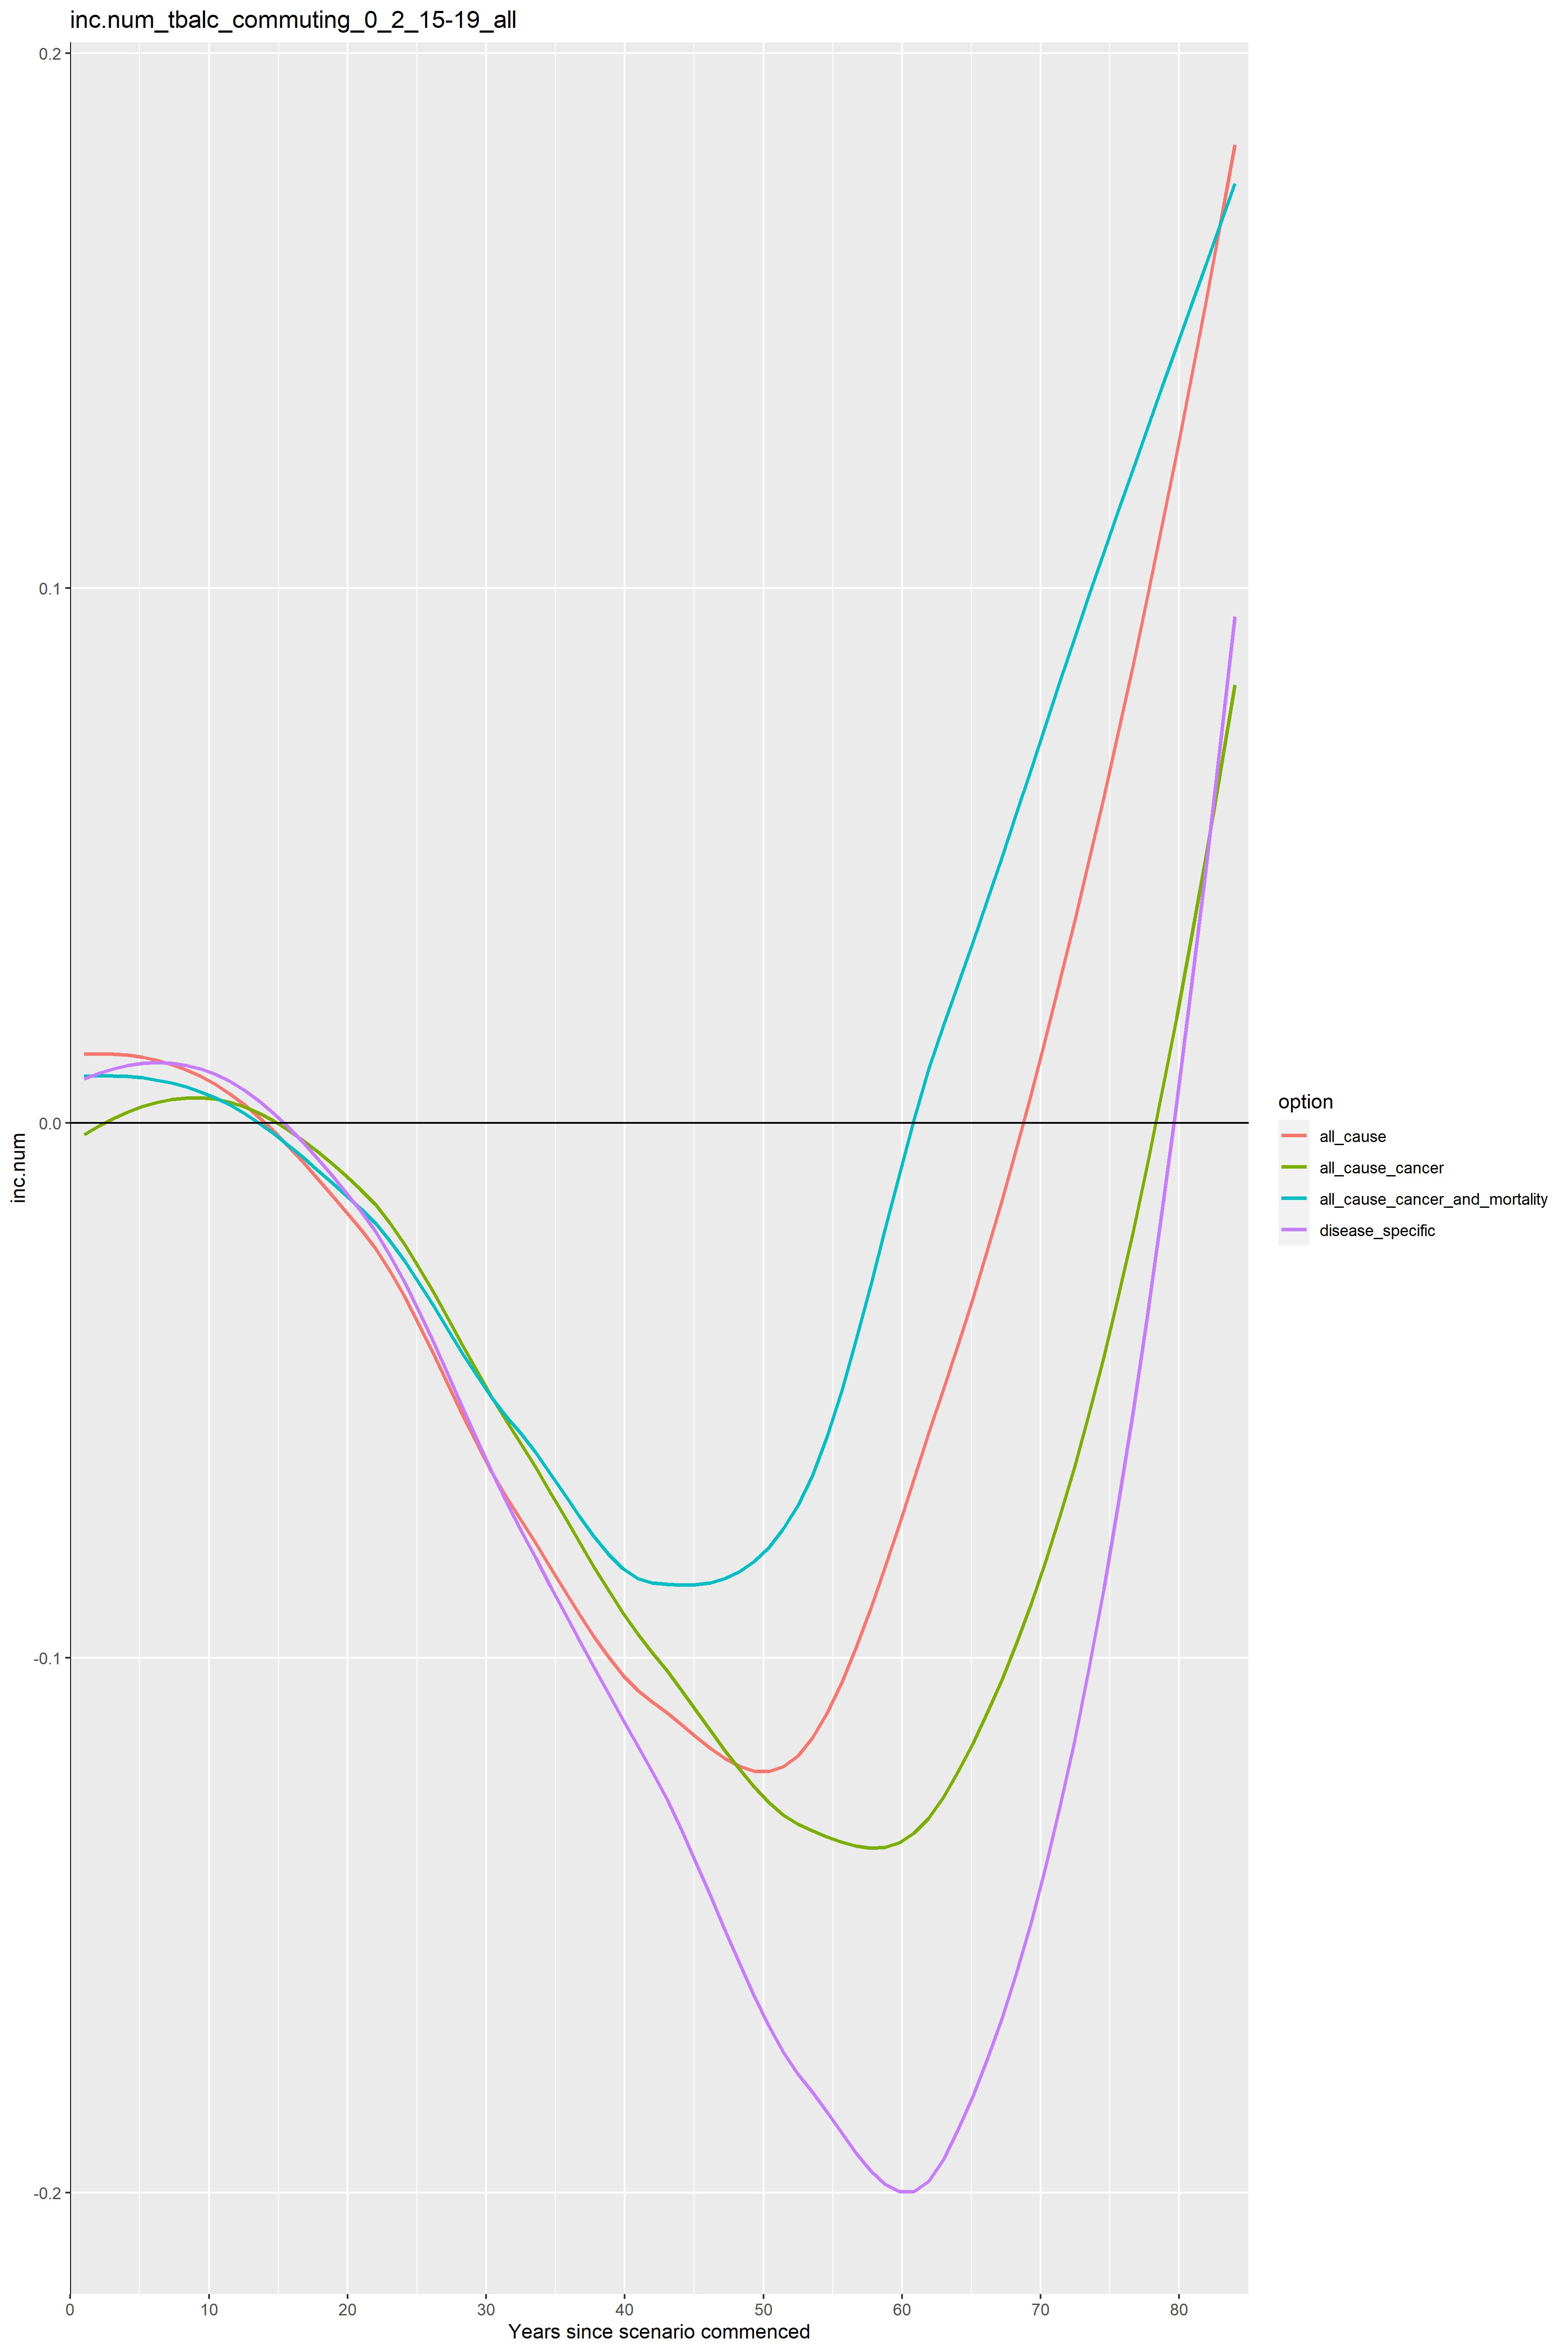 inc.num_tbalc_commuting_0_2_15-19_all
0.2
0.1
0.0
-0.1
-0.2
inc.num
0 10 20 30 40 50 60 70 80
Years since scenario commenced
option
all_cause
all_cause_cancer
all_cause_cancer_and_mortality
disease_specific